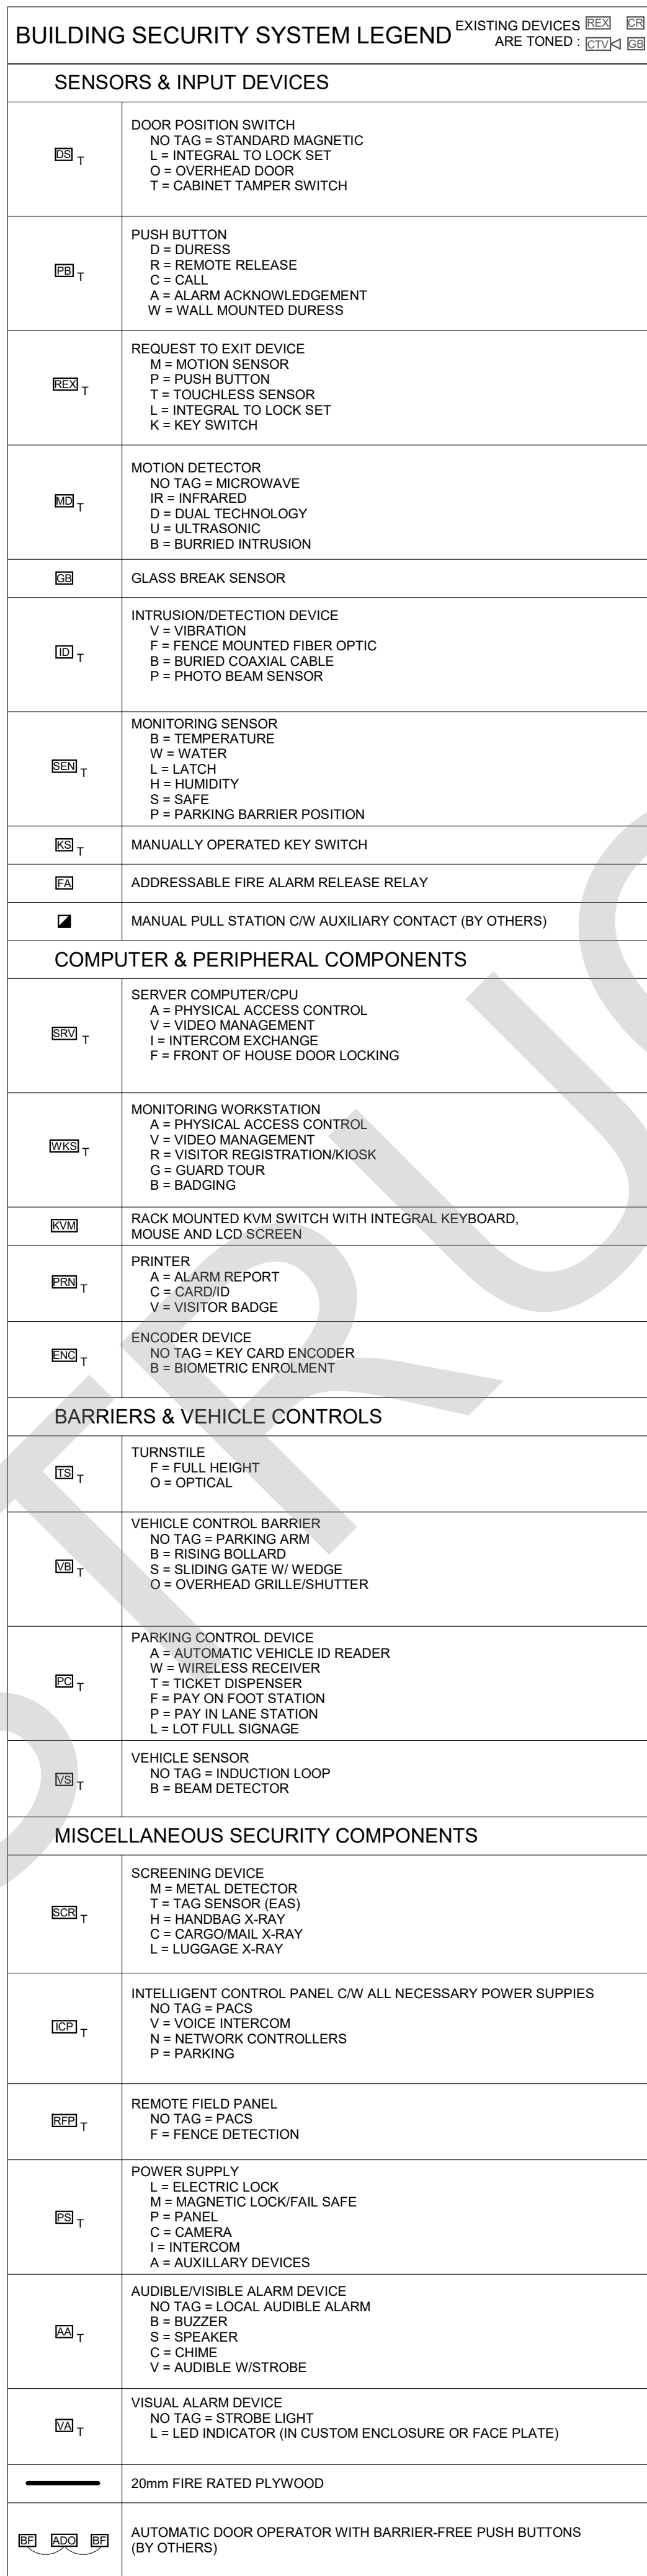 BUILDING SECURITY SYSTEM LEGEND
EXISTING DEVICES REX CR
ARE TONED : CTV GB
SENSORS & INPUT DEVICES
DS T
DOOR POSITION SWITCH
NO TAG = STANDARD MAGNETIC
L = INTEGRAL TO LOCK SET
O = OVERHEAD DOOR
T = CABINET TAMPER SWITCH
PB T
PUSH BUTTON
D = DURESS
R = REMOTE RELEASE
C = CALL
A = ALARM ACKNOWLEDGEMENT
W = WALL MOUNTED DURESS
REX T
REQUEST TO EXIT DEVICE
M = MOTION SENSOR
P = PUSH BUTTON
T = TOUCHLESS SENSOR
L = INTEGRAL TO LOCK SET
K = KEY SWITCH
MD T
MOTION DETECTOR
NO TAG = MICROWAVE
IR = INFRARED
D = DUAL TECHNOLOGY
U = ULTRASONIC
B = BURRIED INTRUSION
GB
GLASS BREAK SENSOR
ID T
INTRUSION/DETECTION DEVICE
V = VIBRATION
F = FENCE MOUNTED FIBER OPTIC
B = BURIED COAXIAL CABLE
P = PHOTO BEAM SENSOR
SEN T
MONITORING SENSOR
B = TEMPERATURE
W = WATER
L = LATCH
H = HUMIDITY
S = SAFE
P = PARKING BARRIER POSITION
KS T
MANUALLY OPERATED KEY SWITCH
FA
ADDRESSABLE FIRE ALARM RELEASE RELAY
MANUAL PULL STATION C/W AUXILIARY CONTACT (BY OTHERS)
COMPUTER & PERIPHERAL COMPONENTS
SRV T
SERVER COMPUTER/CPU
A = PHYSICAL ACCESS CONTROL
V = VIDEO MANAGEMENT
I = INTERCOM EXCHANGE
F = FRONT OF HOUSE DOOR LOCKING
WKS T
MONITORING WORKSTATION
A = PHYSICAL ACCESS CONTROL
V = VIDEO MANAGEMENT
R = VISITOR REGISTRATION/KIOSK
G = GUARD TOUR
B = BADGING
KVM
RACK MOUNTED KVM SWITCH WITH INTEGRAL KEYBOARD,
MOUSE AND LCD SCREEN
PRN T
PRINTER
A = ALARM REPORT
C = CARD/ID
V = VISITOR BADGE
ENC T
ENCODER DEVICE
NO TAG = KEY CARD ENCODER
B = BIOMETRIC ENROLMENT
BARRIERS & VEHICLE CONTROLS
TS T
TURNSTILE
F = FULL HEIGHT
O = OPTICAL
VB T
VEHICLE CONTROL BARRIER
NO TAG = PARKING ARM
B = RISING BOLLARD
S = SLIDING GATE W/ WEDGE
O = OVERHEAD GRILLE/SHUTTER
PC T
PARKING CONTROL DEVICE
A = AUTOMATIC VEHICLE ID READER
W = WIRELESS RECEIVER
T = TICKET DISPENSER
F = PAY ON FOOT STATION
P = PAY IN LANE STATION
L = LOT FULL SIGNAGE
VS T
VEHICLE SENSOR
NO TAG = INDUCTION LOOP
B = BEAM DETECTOR
MISCELLANEOUS SECURITY COMPONENTS
SCR T
SCREENING DEVICE
M = METAL DETECTOR
T = TAG SENSOR (EAS)
H = HANDBAG X-RAY
C = CARGO/MAIL X-RAY
L = LUGGAGE X-RAY
ICP T
INTELLIGENT CONTROL PANEL C/W ALL NECESSARY POWER SUPPIES
NO TAG = PACS
V = VOICE INTERCOM
N = NETWORK CONTROLLERS
P = PARKING
RFP T
REMOTE FIELD PANEL
NO TAG = PACS
F = FENCE DETECTION
PS T
POWER SUPPLY
L = ELECTRIC LOCK
M = MAGNETIC LOCK/FAIL SAFE
P = PANEL
C = CAMERA
I = INTERCOM
A = AUXILLARY DEVICES
AA T
AUDIBLE/VISIBLE ALARM DEVICE
NO TAG = LOCAL AUDIBLE ALARM
B = BUZZER
S = SPEAKER
C = CHIME
V = AUDIBLE W/STROBE
VA T
VISUAL ALARM DEVICE
NO TAG = STROBE LIGHT
L = LED INDICATOR (IN CUSTOM ENCLOSURE OR FACE PLATE)
20mm FIRE RATED PLYWOOD
BF ADO BF
AUTOMATIC DOOR OPERATOR WITH BARRIER-FREE PUSH BUTTONS
(BY OTHERS)